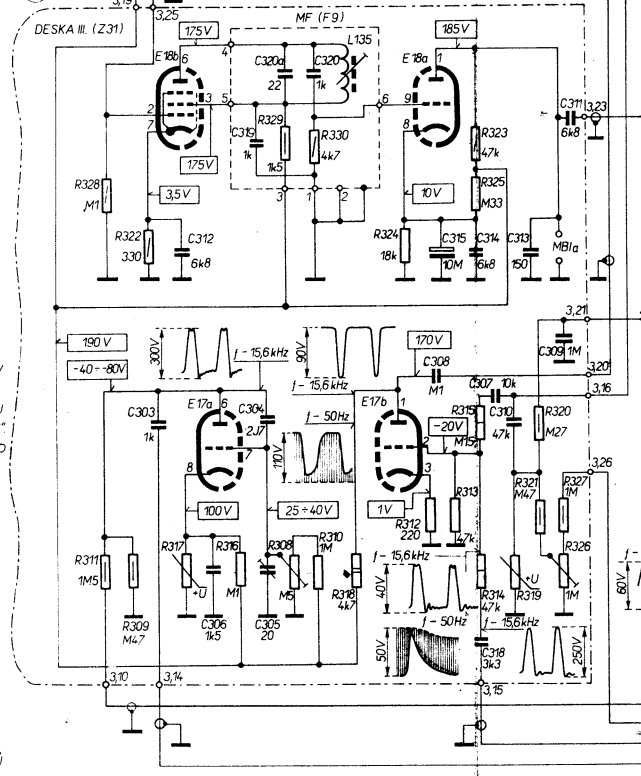 3,19
3,25
DESKA III. (Z31)
175V
MF (F9)
185V
E18b
6
4
L135
E18a
1
C320a
22
C320
1k
2
3
5
6
9
7
8
C311
3,23
6k8
175V
C319
1k
R329
1k5
R330
4k7
R323
47k
R328
M1
3,5V
10V
R325
M33
3
1
2
R322
330
C312
6k8
R324
18k
C315
10M
C314
6k8
C313
150
MBIa
190V
300V
f - 15,6kHz
90V
170V
3,21
C309
1M
-40÷-80V
f - 15,6kHz
C308
M1
3,20
C307
10k
3,16
C303
1k
E17a
6
C304
2J7
f - 50Hz
E17b
1
-20V
R315
M15
C310
47k
R320
M27
7
110V
2
8
3
3,26
100V
25÷40V
1V
R312
220
R313
47k
R321
M47
R327
1M
R311
1M5
R317
R316
R308
R310
1M
f - 15,6kHz
R326
+U
M1
M5
R318
4k7
40V
R314
47k
+U
R319
1M
60V
f -
R309
M47
C306
1k5
C305
20
f - 50Hz
f - 15,6kHz
50V
C318
3k3
250V
3,10
3,14
3,15